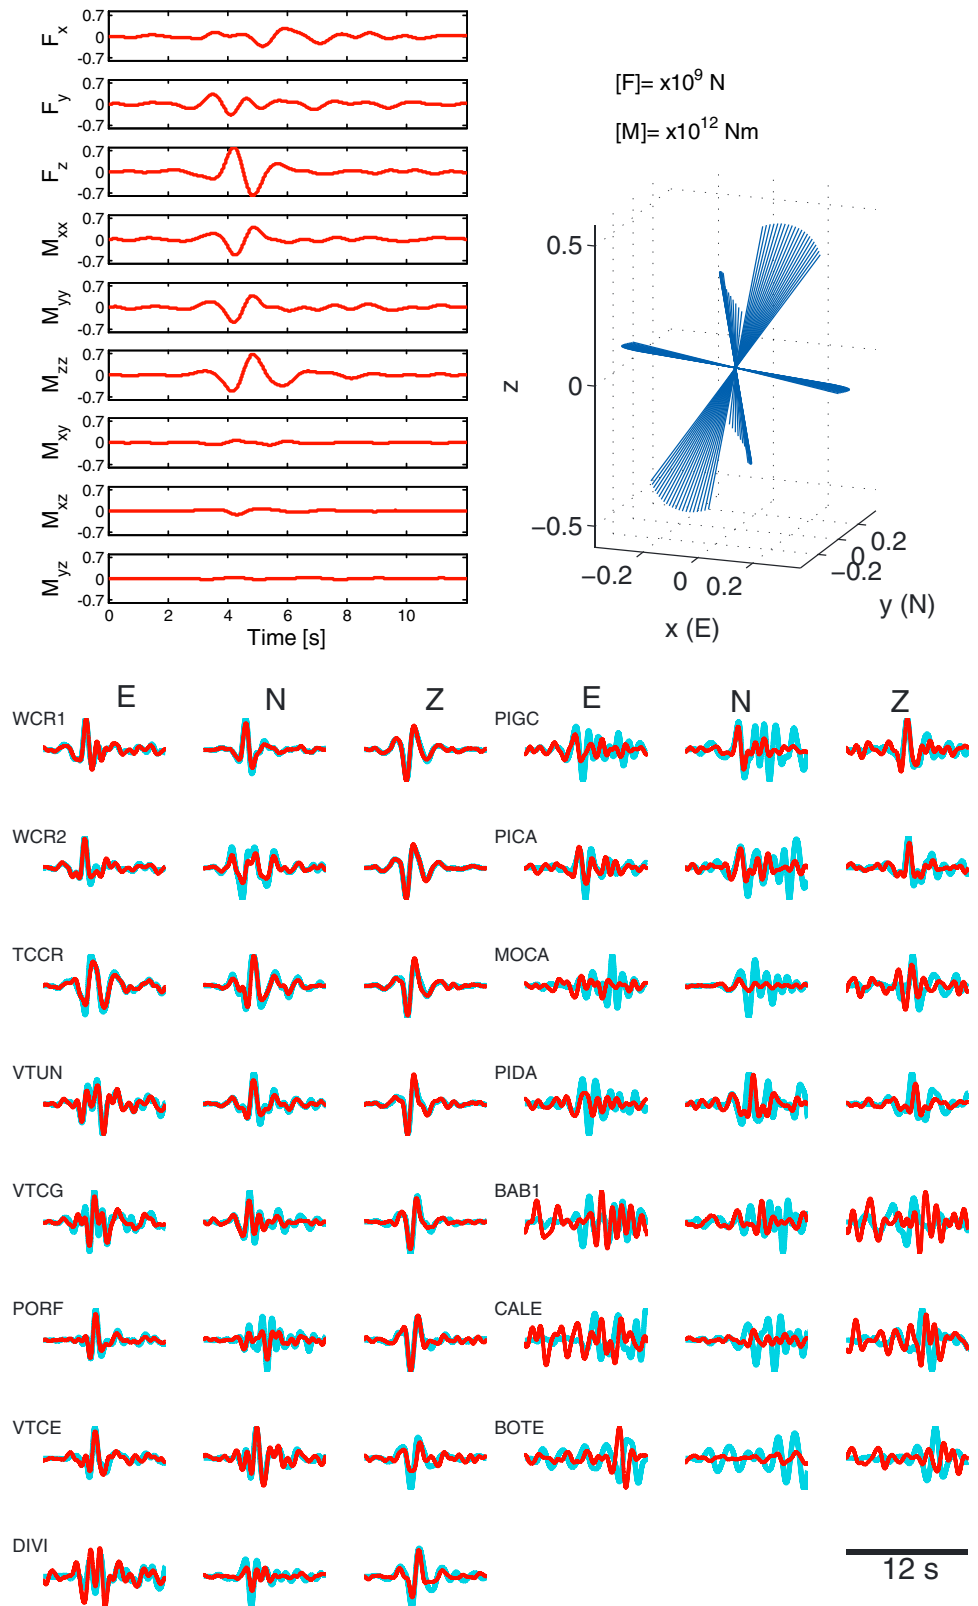 F_x 0.7 0 -0.7
F_y 0.7 0 -0.7
F_z 0.7 0 -0.7
M_xx 0.7 0 -0.7
M_yy 0.7 0 -0.7
M_zz 0.7 0 -0.7
M_xy 0.7 0 -0.7
M_xz 0.7 0 -0.7
M_yz 0.7 0 -0.7
0 2 4 6 8 10
Time [s]
[F]= x10^9 N
[M]= x10^12 Nm
0.5
z 0
−0.5
−0.2 0 0.2
x (E)
−0.2 0 0.2
y (N)
E N Z E N Z
WCR1 PIGC
WCR2 PICA
TCCR MOCA
VTUN PIDA
VTCG BAB1
PORF CALE
VTCE BOTE
DIVI
12 s